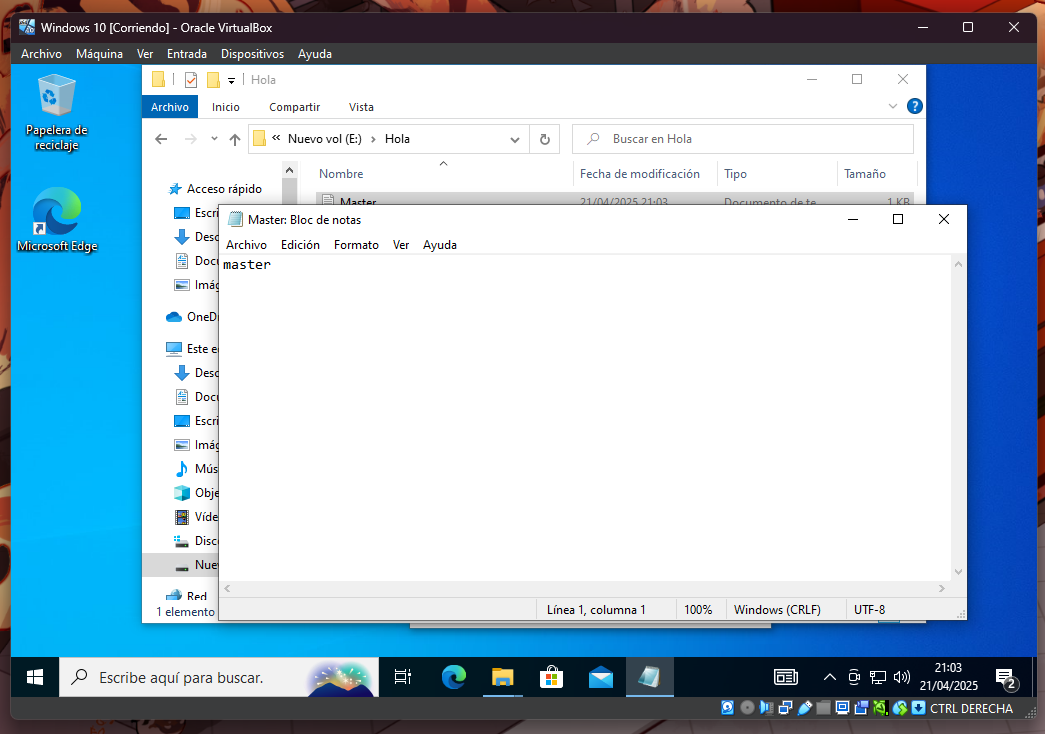 Windows 10 [Corriendo] - Oracle VirtualBox
Archivo Máquina Ver Entrada Dispositivos Ayuda
Papelera de
reciclaje
Microsoft Edge
Hola
Archivo Inicio Compartir Vista
« Nuevo vol (E:) › Hola
Buscar en Hola
Nombre Fecha de modificación Tipo Tamaño
Acceso rápido
Master 21/04/2025 21:03 Documento de te 1 KB
Escri
Desc
Docu
Imág
OneD
Este e
Desc
Docu
Escri
Imág
Mús
Obje
Víde
Disc
Nuev
Red
1 elemento
Master: Bloc de notas
Archivo Edición Formato Ver Ayuda
master
Línea 1, columna 1 100% Windows (CRLF) UTF-8
Escribe aquí para buscar.
21:03
21/04/2025
2
CTRL DERECHA